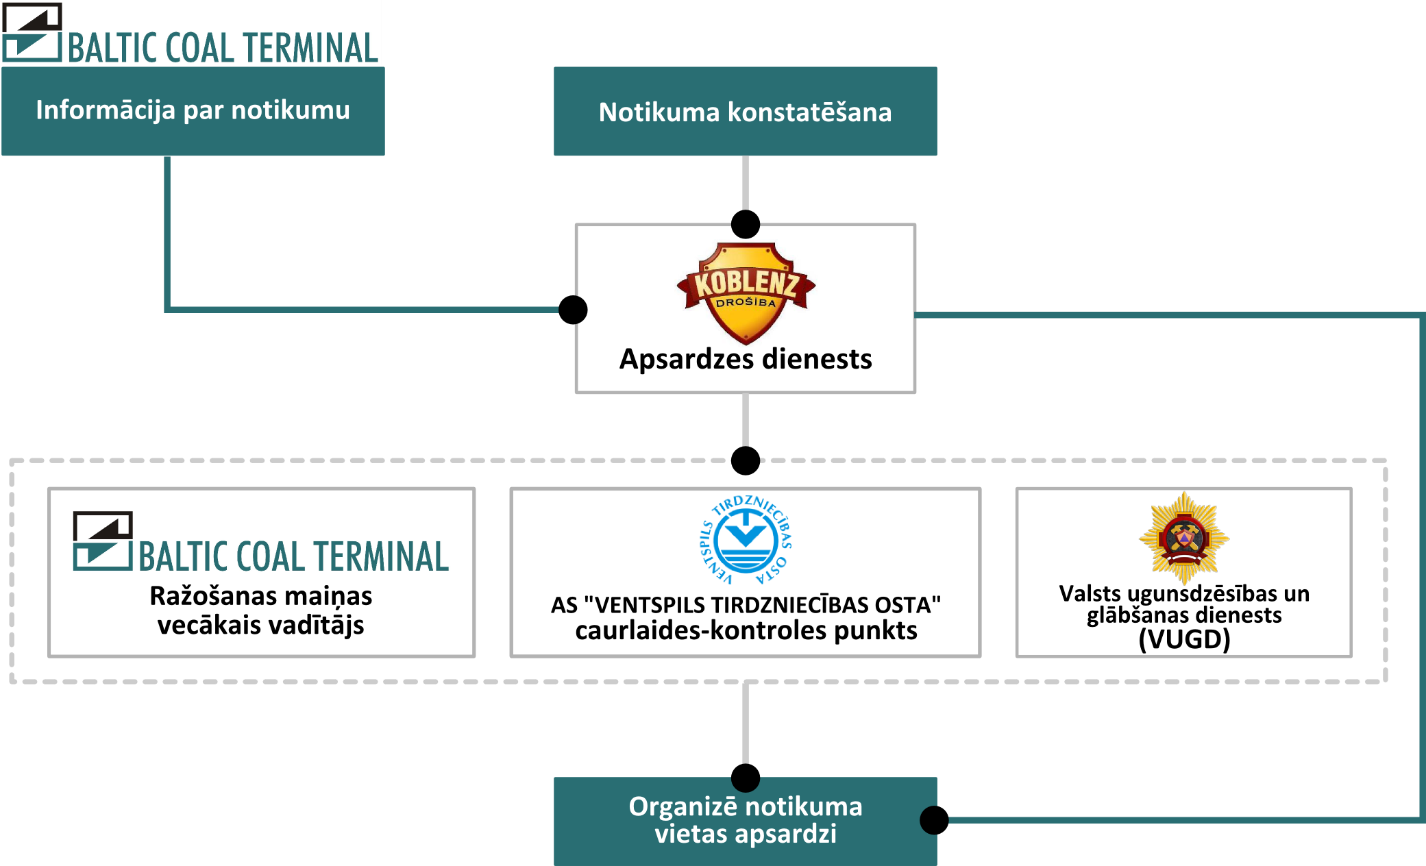 BALTIC COAL TERMINAL
Informācija par notikumu
Notikuma konstatēšana
KOBLENZ
DROŠĪBA
Apsardzes dienests
BALTIC COAL TERMINAL
Ražošanas maiņas
vecākais vadītājs
VENTSPILS TIRDZNIECĪBAS OSTA
AS "VENTSPILS TIRDZNIECĪBAS OSTA"
caurlaides-kontroles punkts
Valsts ugunsdzēsības un
glābšanas dienests
(VUGD)
Organizē notikuma
vietas apsardzi